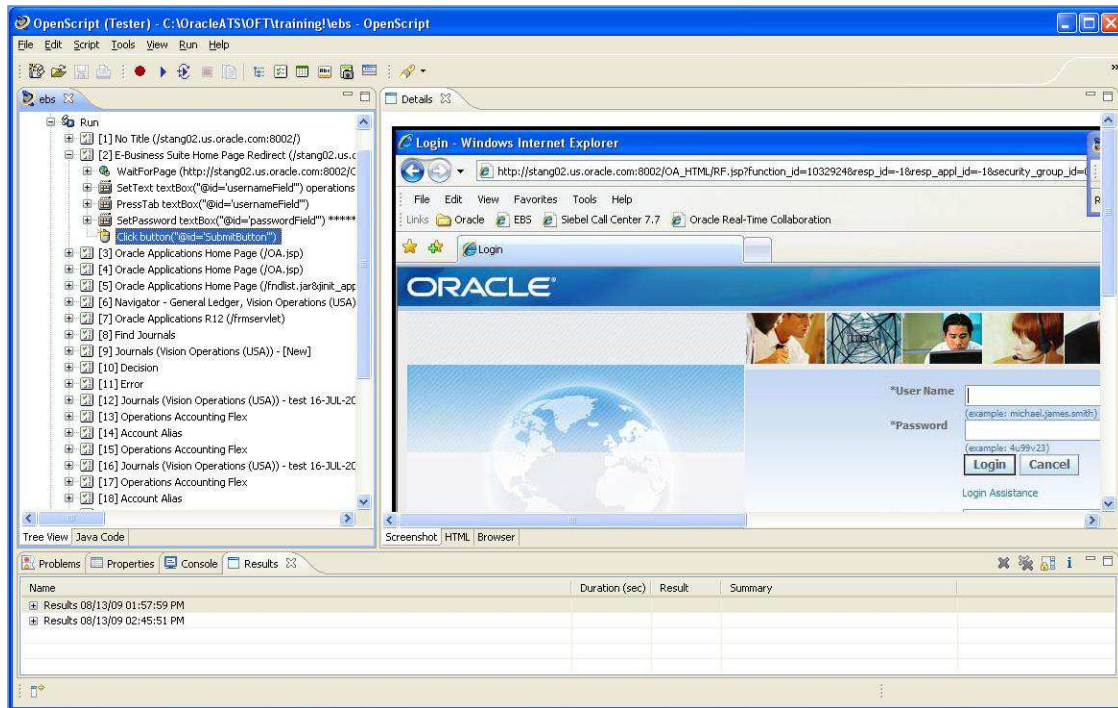 OpenScript (Tester) - C:\OracleATS\OFT\training!\ebs - OpenScript
File Edit Script Tools View Run Help
ebs
Details
Run
[1] No Title (/stang02.us.oracle.com:8002/)
[2] E-Business Suite Home Page Redirect (/stang02.us.c
WaitForPage (http://stang02.us.oracle.com:8002/C
SetText textBox("@id='usernameField'") operations
PressTab textBox("@id='usernameField'")
SetPassword textBox("@id='passwordField'") *****
Click button("@id='SubmitButton'")
[3] Oracle Applications Home Page (/OA.jsp)
[4] Oracle Applications Home Page (/OA.jsp)
[5] Oracle Applications Home Page (/fndlist.jar&jinit_app
[6] Navigator - General Ledger, Vision Operations (USA)
[7] Oracle Applications R12 (/frmservlet)
[8] Find Journals
[9] Journals (Vision Operations (USA)) - [New]
[10] Decision
[11] Error
[12] Journals (Vision Operations (USA)) - test 16-JUL-20
[13] Operations Accounting Flex
[14] Account Alias
[15] Operations Accounting Flex
[16] Journals (Vision Operations (USA)) - test 16-JUL-20
[17] Operations Accounting Flex
[18] Account Alias
Tree View Java Code
Login - Windows Internet Explorer
http://stang02.us.oracle.com:8002/OA_HTML/RF.jsp?function_id=1032924&resp_id=-1&resp_appl_id=-1&security_group_id=0
File Edit View Favorites Tools Help
R
Links Oracle EBS Siebel Call Center 7.7 Oracle Real-Time Collaboration
Login
ORACLE
*User Name
(example: michael.james.smith)
*Password
(example: 4u99v23)
Login Cancel
Login Assistance
Screenshot HTML Browser
Problems Properties Console Results
Name Duration (sec) Result Summary
Results 08/13/09 01:57:59 PM
Results 08/13/09 02:45:51 PM